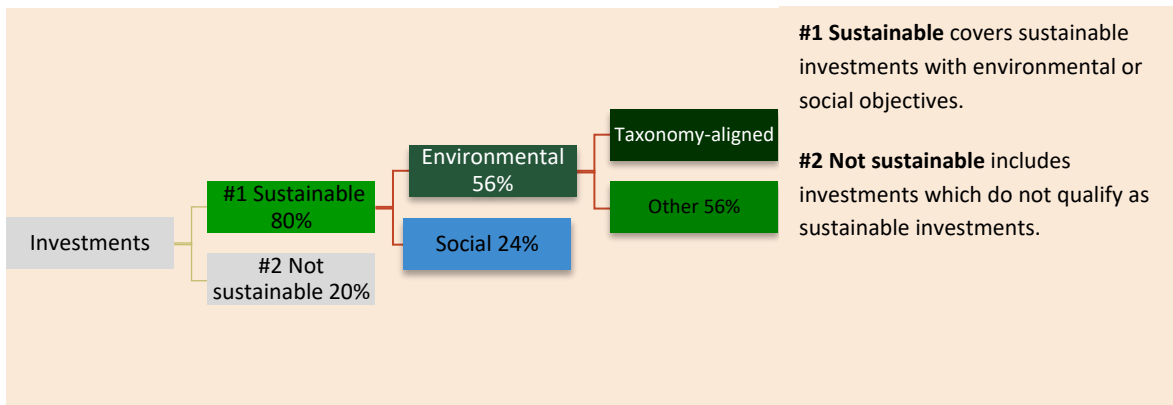 Investments
#1 Sustainable
80%
#2 Not
sustainable 20%
Environmental
56%
Social 24%
Taxonomy-aligned
Other 56%
#1 Sustainable covers sustainable
investments with environmental or
social objectives.
#2 Not sustainable includes
investments which do not qualify as
sustainable investments.